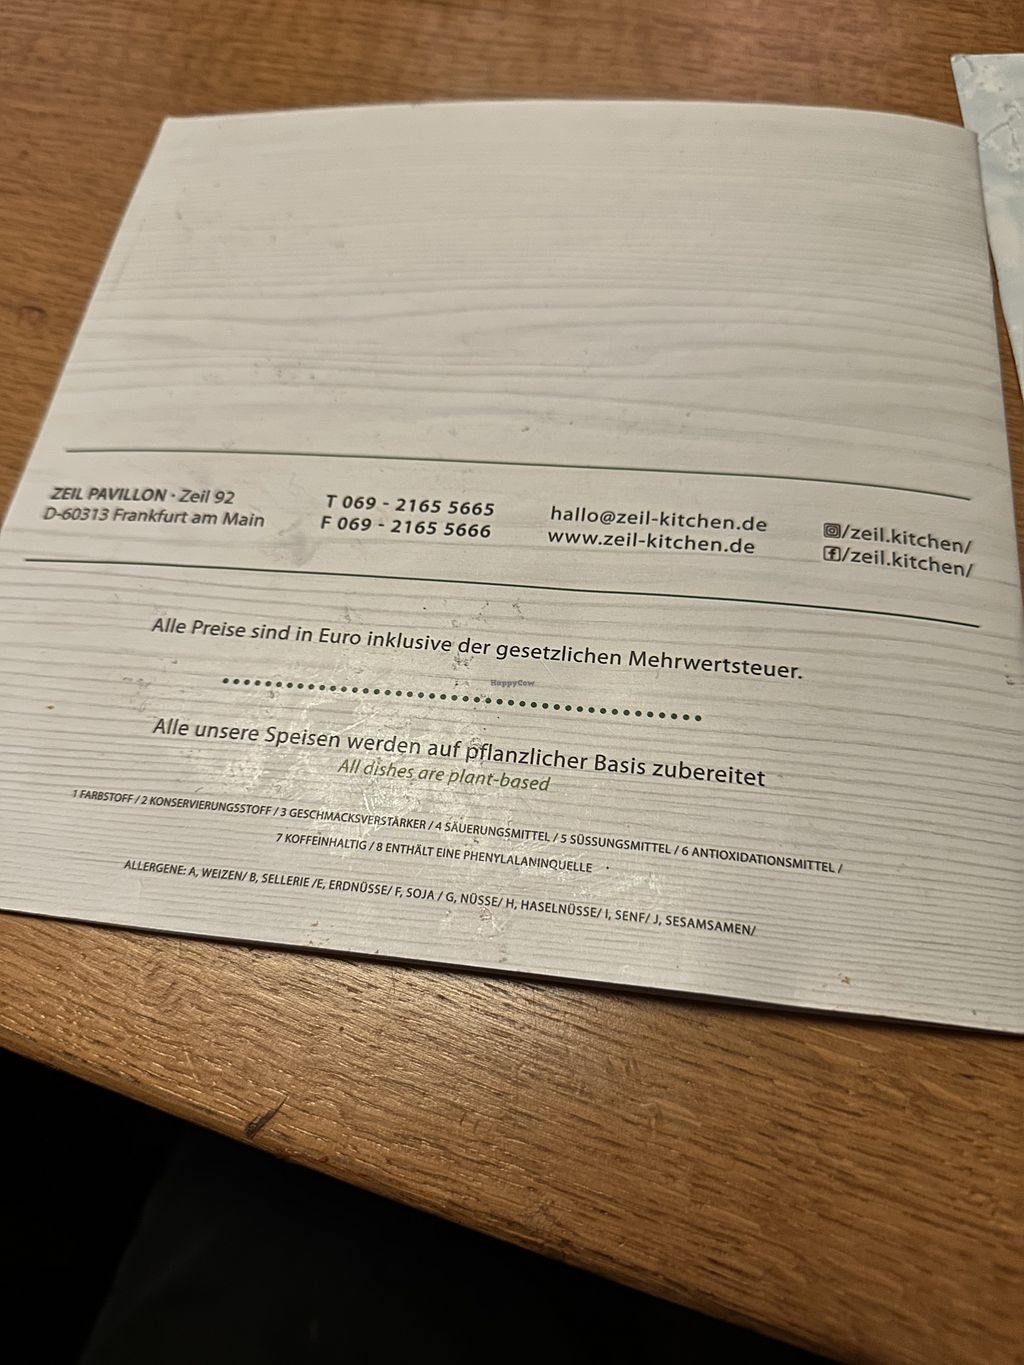 ZEIL PAVILLON · Zeil 92
D-60313 Frankfurt am Main
T 069 - 2165 5665
F 069 - 2165 5666
hallo@zeil-kitchen.de
www.zeil-kitchen.de
/zeil.kitchen/
/zeil.kitchen/
Alle Preise sind in Euro inklusive der gesetzlichen Mehrwertsteuer.
HappyCow
Alle unsere Speisen werden auf pflanzlicher Basis zubereitet
All dishes are plant-based
1 FARBSTOFF / 2 KONSERVIERUNGSSTOFF / 3 GESCHMACKSVERSTÄRKER / 4 SÄUERUNGSMITTEL / 5 SÜSSUNGSMITTEL / 6 ANTIOXIDATIONSMITTEL /
7 KOFFEINHALTIG / 8 ENTHÄLT EINE PHENYLALANINQUELLE
ALLERGENE: A, WEIZEN/ B, SELLERIE /E, ERDNÜSSE/ F, SOJA / G, NÜSSE/ H, HASELNÜSSE/ I, SENF/ J, SESAMSAMEN/